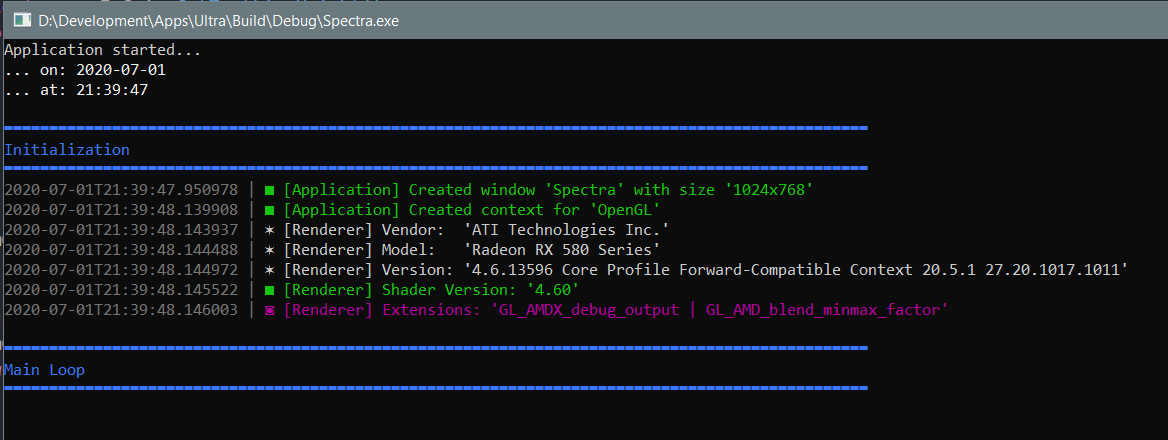 D:\Development\Apps\Ultra\Build\Debug\Spectra.exe
Application started...
... on: 2020-07-01
... at: 21:39:47
Initialization
2020-07-01T21:39:47.950978 | ■ [Application] Created window 'Spectra' with size '1024x768'
2020-07-01T21:39:48.139908 | ■ [Application] Created context for 'OpenGL'
2020-07-01T21:39:48.143937 | ✶ [Renderer] Vendor:  'ATI Technologies Inc.'
2020-07-01T21:39:48.144488 | ✶ [Renderer] Model:   'Radeon RX 580 Series'
2020-07-01T21:39:48.144972 | ✶ [Renderer] Version: '4.6.13596 Core Profile Forward-Compatible Context 20.5.1 27.20.1017.1011'
2020-07-01T21:39:48.145522 | ■ [Renderer] Shader Version: '4.60'
2020-07-01T21:39:48.146003 | ◙ [Renderer] Extensions: 'GL_AMDX_debug_output | GL_AMD_blend_minmax_factor'
Main Loop